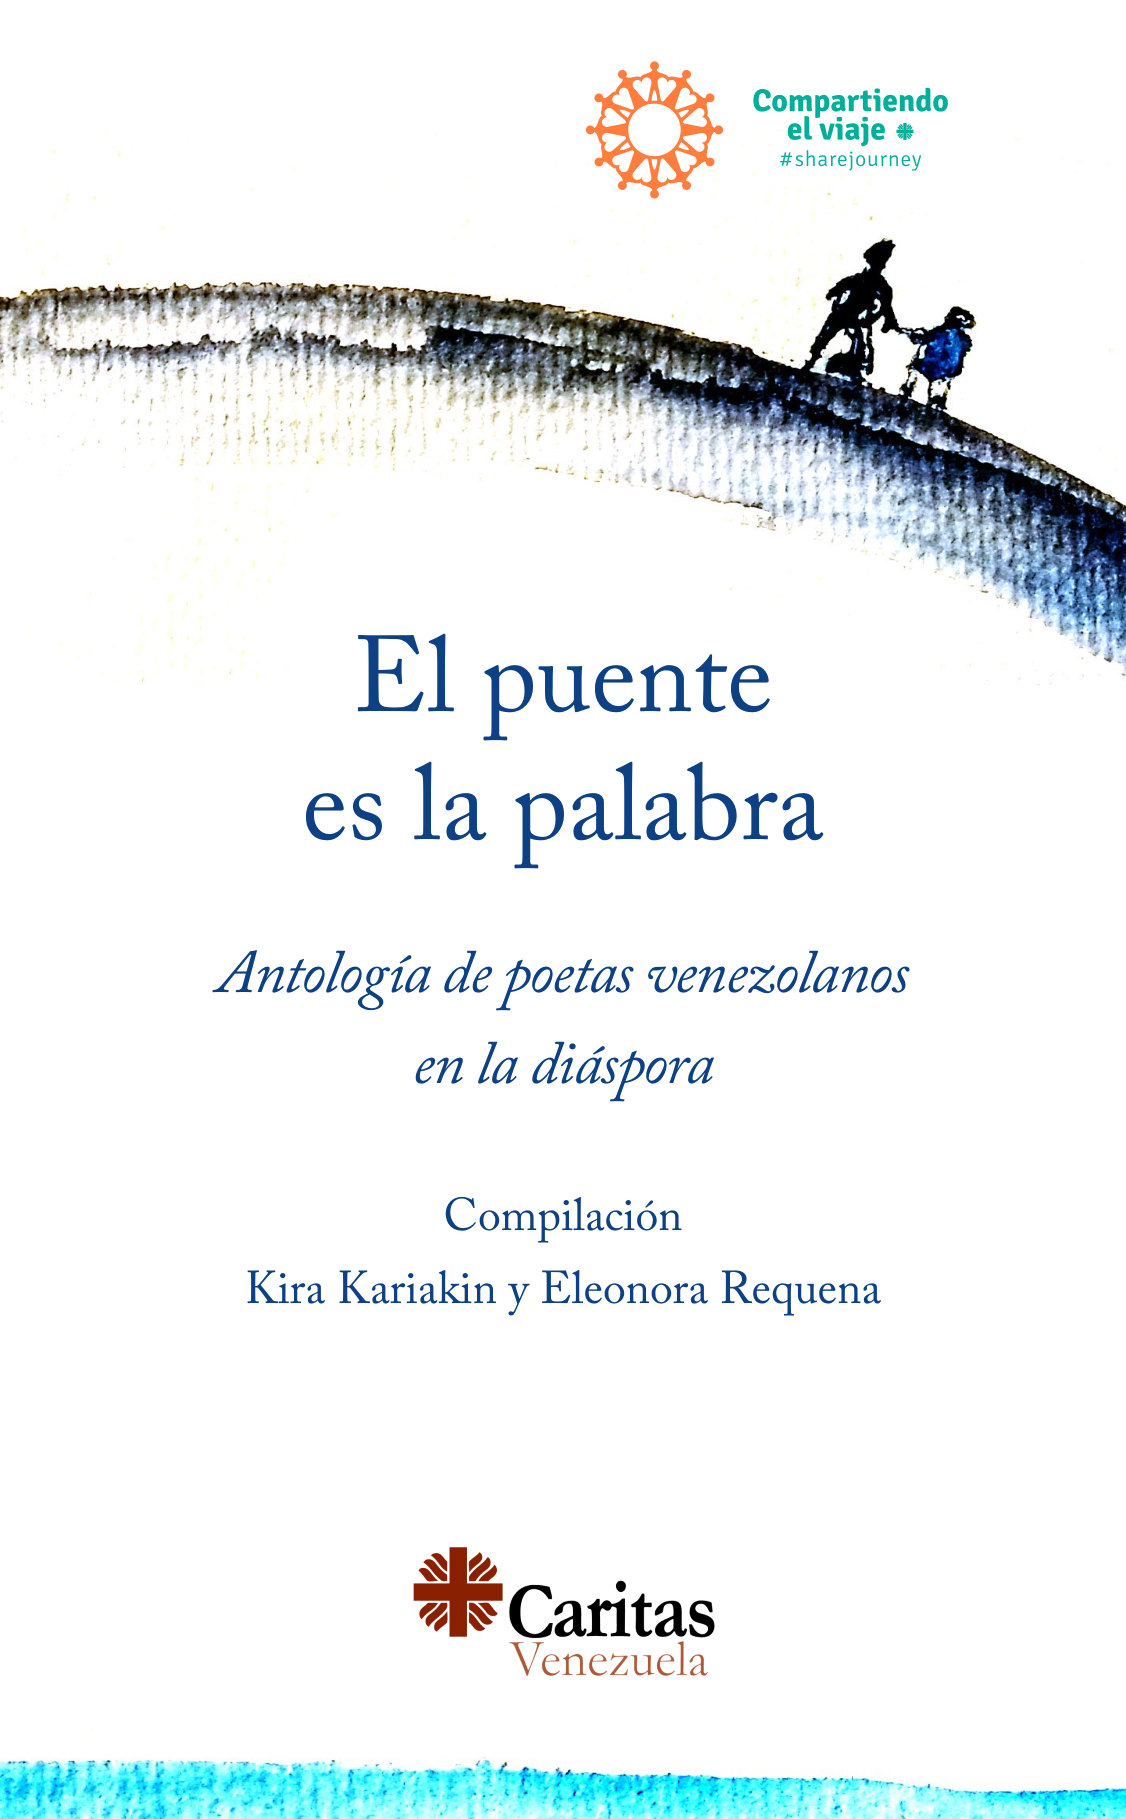 Compartiendo
el viaje
#sharejourney
El puente
es la palabra
Antología de poetas venezolanos
en la diáspora
Compilación
Kira Kariakin y Eleonora Requena
Caritas
Venezuela